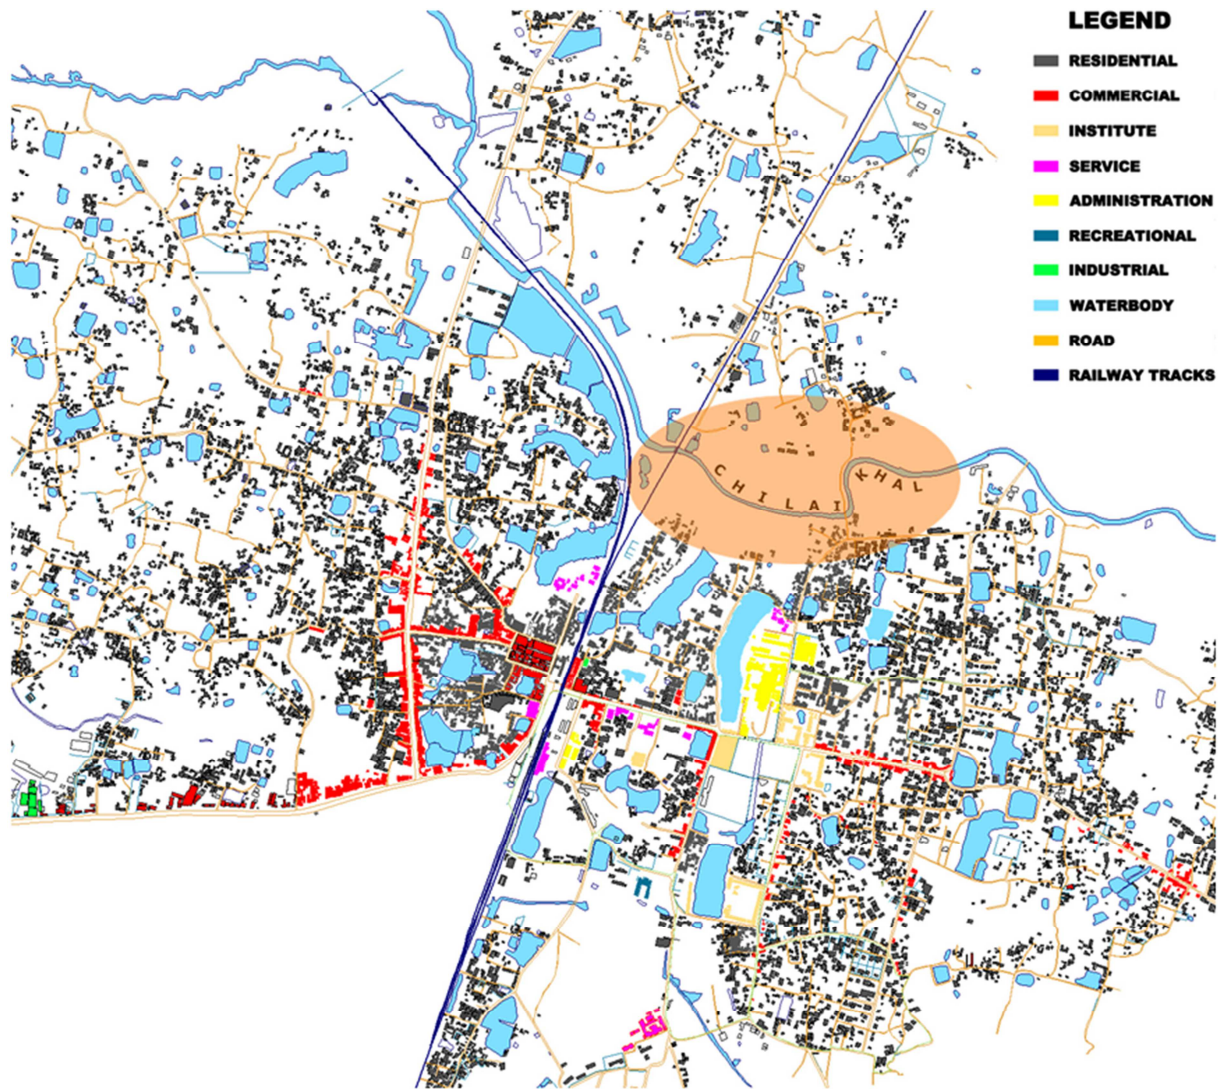 LEGEND
RESIDENTIAL
COMMERCIAL
INSTITUTE
SERVICE
ADMINISTRATION
RECREATIONAL
INDUSTRIAL
WATERBODY
ROAD
RAILWAY TRACKS
CHILAI KHAL